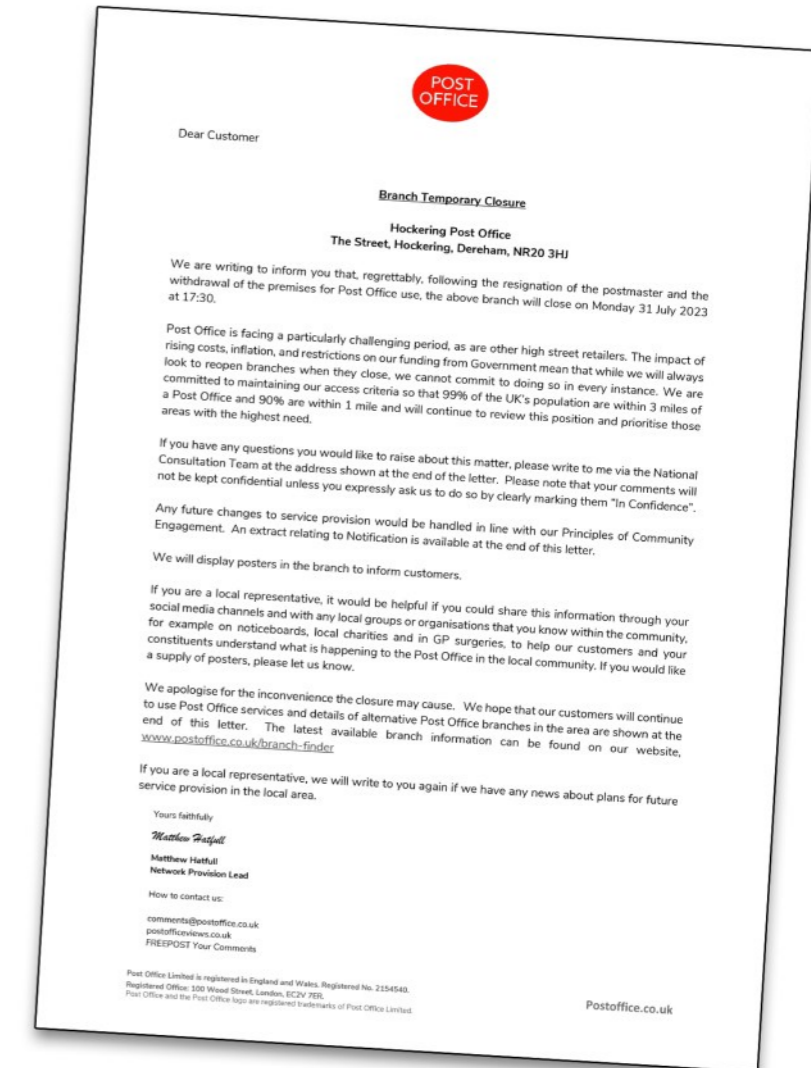 POST
OFFICE
Dear Customer
Branch Temporary Closure
Hockering Post Office
The Street, Hockering, Dereham, NR20 3HJ
We are writing to inform you that, regrettably, following the resignation of the postmaster and the
withdrawal of the premises for Post Office use, the above branch will close on Monday 31 July 2023
at 17:30.
Post Office is facing a particularly challenging period, as are other high street retailers. The impact of
rising costs, inflation, and restrictions on our funding from Government mean that while we will always
look to reopen branches when they close, we cannot commit to doing so in every instance. We are
committed to maintaining our access criteria so that 99% of the UK's population are within 3 miles of
a Post Office and 90% are within 1 mile and will continue to review this position and prioritise those
areas with the highest need.
If you have any questions you would like to raise about this matter, please write to me via the National
Consultation Team at the address shown at the end of the letter. Please note that your comments will
not be kept confidential unless you expressly ask us to do so by clearly marking them "In Confidence".
Any future changes to service provision would be handled in line with our Principles of Community
Engagement. An extract relating to Notification is available at the end of this letter.
We will display posters in the branch to inform customers.
If you are a local representative, it would be helpful if you could share this information through your
social media channels and with any local groups or organisations that you know within the community,
for example on noticeboards, local charities and in GP surgeries, to help our customers and your
constituents understand what is happening to the Post Office in the local community. If you would like
a supply of posters, please let us know.
We apologise for the inconvenience the closure may cause. We hope that our customers will continue
to use Post Office services and details of alternative Post Office branches in the area are shown at the
end of this letter. The latest available branch information can be found on our website,
www.postoffice.co.uk/branch-finder
If you are a local representative, we will write to you again if we have any news about plans for future
service provision in the local area.
Yours faithfully
Matthew Hatfull
Matthew Hatfull
Network Provision Lead
How to contact us:
comments@postoffice.co.uk
postofficeviews.co.uk
FREEPOST Your Comments
Post Office Limited is registered in England and Wales. Registered No. 2154540.
Registered Office: 100 Wood Street, London, EC2V 7ER.
Post Office and the Post Office logo are registered trademarks of Post Office Limited.
Postoffice.co.uk